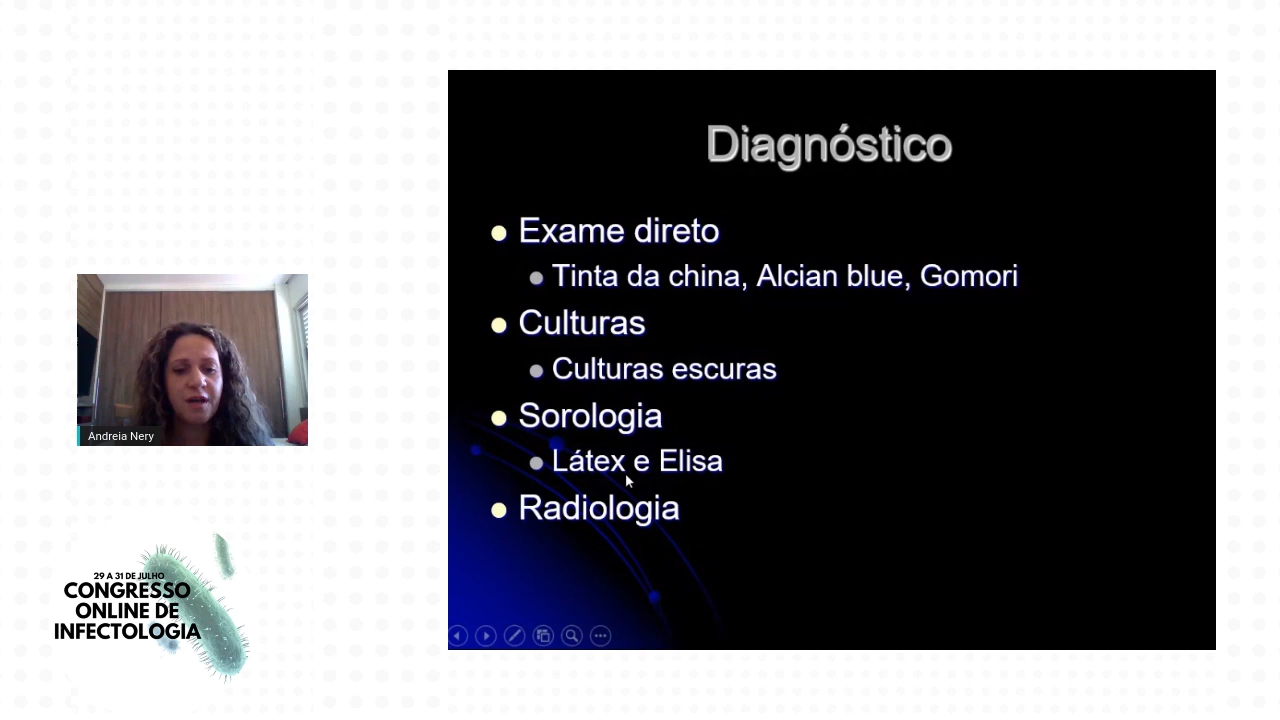 Diagnóstico
Exame direto
Tinta da china, Alcian blue, Gomori
Culturas
Culturas escuras
Sorologia
Látex e Elisa
Radiologia
Andreia Nery
29 A 31 DE JULHO
CONGRESSO
ONLINE DE
INFECTOLOGIA